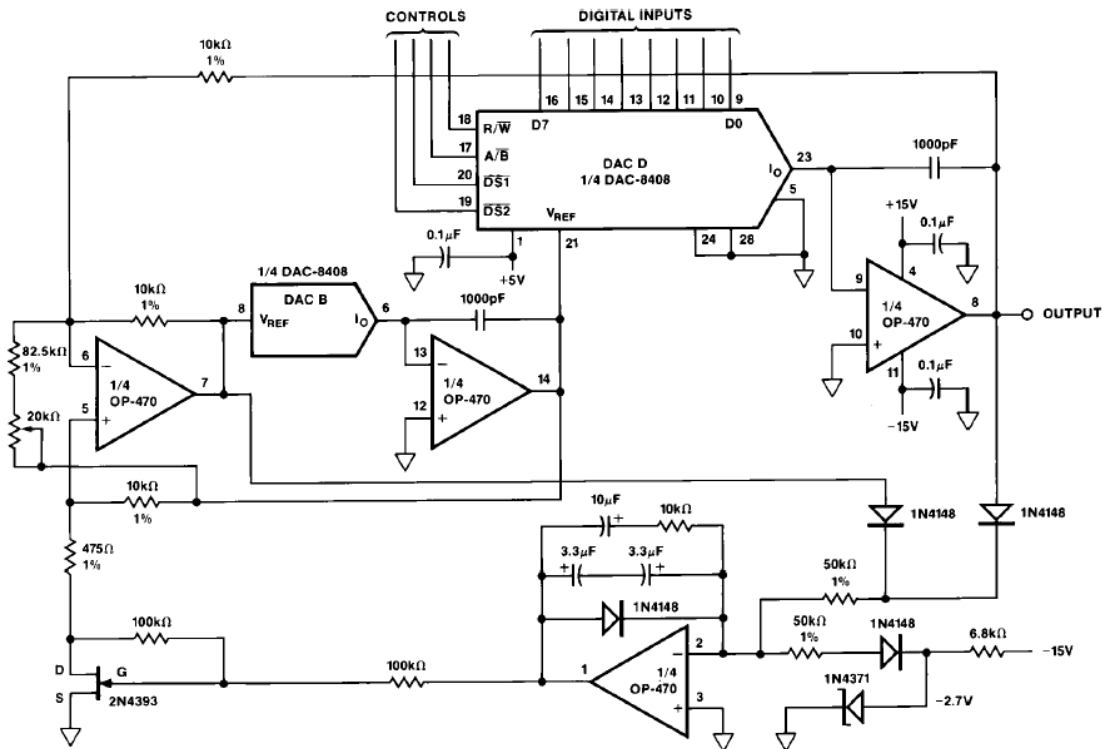 CONTROLS
DIGITAL INPUTS
10kΩ
1%
16 15 14 13 12 11 10 9
D7 D0
18 R/W̅
17 A/B̅
20 D̅S̅1̅
19 D̅S̅2̅
DAC D
1/4 DAC-8408
IO
23
5
VREF
1
21
24
28
1000pF
+15V
0.1µF
4
0.1µF
+5V
9
8
OUTPUT
1/4
OP-470
10
+
11
0.1µF
−15V
1/4 DAC-8408
DAC B
8
VREF
IO
6
1000pF
10kΩ
1%
82.5kΩ
1%
6
−
1/4
OP-470
7
5
+
20kΩ
13
−
1/4
OP-470
14
12
+
10kΩ
1%
1N4148
1N4148
475Ω
1%
10µF
+
10kΩ
3.3µF
+
3.3µF
+
50kΩ
1%
1N4148
100kΩ
2
−
50kΩ
1%
1N4148
6.8kΩ
−15V
D
G
S
2N4393
100kΩ
1
1/4
OP-470
3
+
1N4371
−2.7V